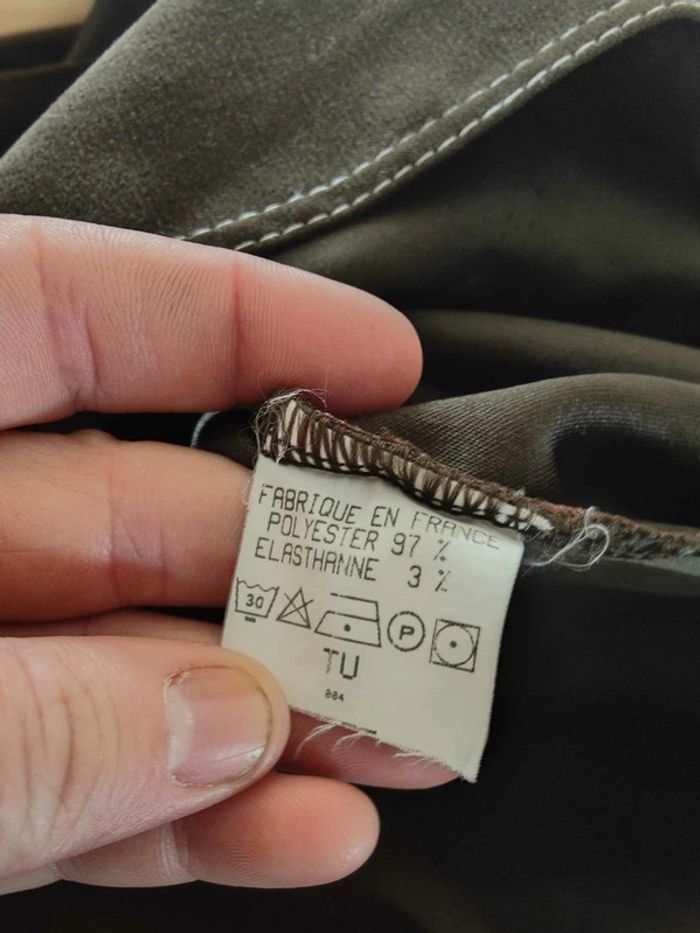 FABRIQUE EN FRANCE
POLYESTER 97 %
ELASTHANNE 3 %
30 P
TU
004